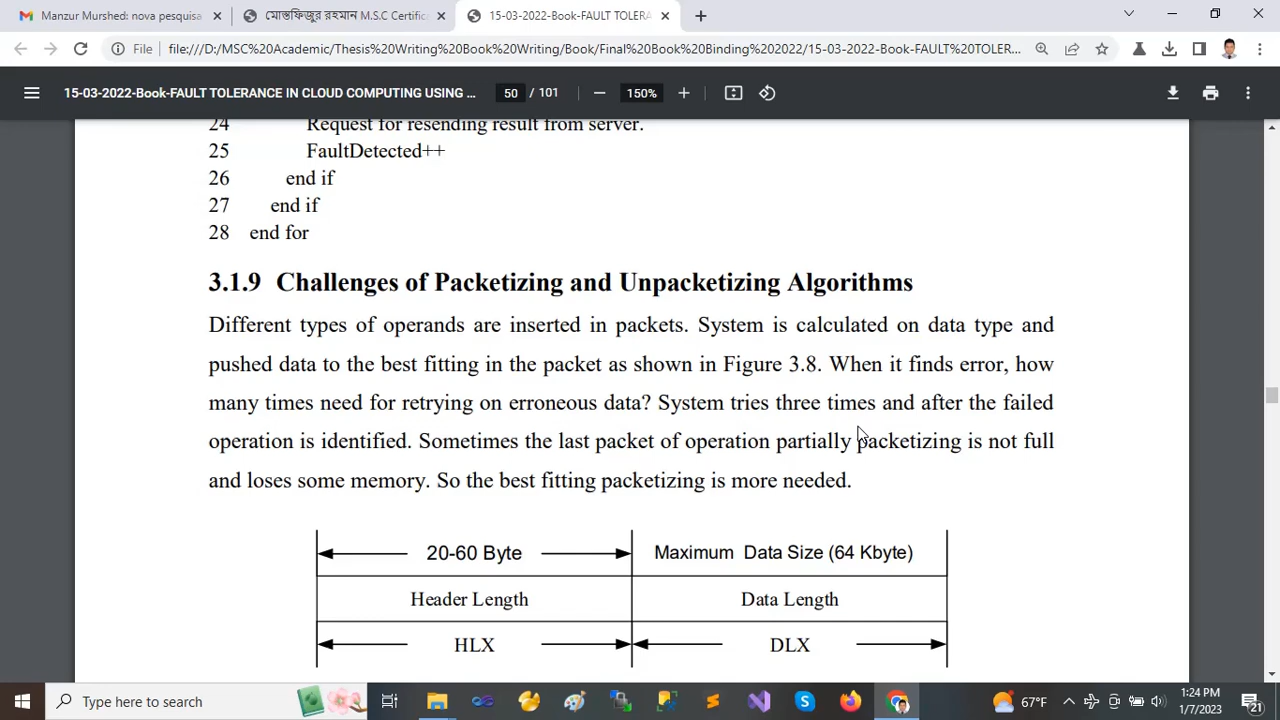 Manzur Murshed: nova pesquisa
মোস্তফিজুর রহমান M.S.C Certific
15-03-2022-Book-FAULT TOLERA
File
file:///D:/MSC%20Academic/Thesis%20Writing%20Book%20Writing/Book/Final%20Book%20Binding%202022/15-03-2022-Book-FAULT%20TOLER...
15-03-2022-Book-FAULT TOLERANCE IN CLOUD COMPUTING USING ...
50 / 101
150%
24 Request for resending result from server.
25 FaultDetected++
26 end if
27 end if
28 end for
3.1.9 Challenges of Packetizing and Unpacketizing Algorithms
Different types of operands are inserted in packets. System is calculated on data type and
pushed data to the best fitting in the packet as shown in Figure 3.8. When it finds error, how
many times need for retrying on erroneous data? System tries three times and after the failed
operation is identified. Sometimes the last packet of operation partially packetizing is not full
and loses some memory. So the best fitting packetizing is more needed.
20-60 Byte
Maximum Data Size (64 Kbyte)
Header Length
Data Length
HLX
DLX
Type here to search
67°F
1:24 PM
1/7/2023
21